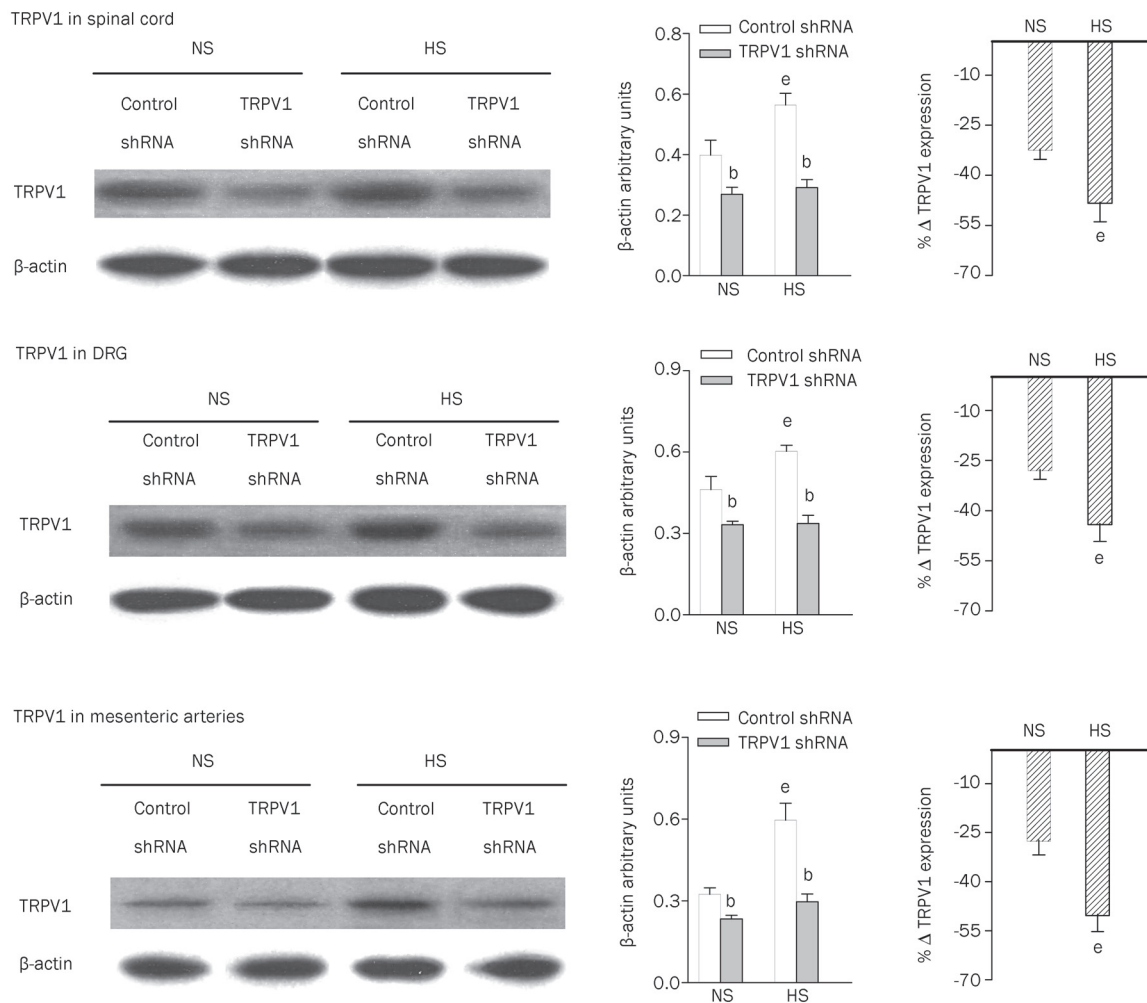 TRPV1 in spinal cord
NS HS
Control TRPV1 Control TRPV1
shRNA shRNA shRNA shRNA
TRPV1
β-actin
β-actin arbitrary units
0.8
0.6
0.4
0.2
0.0
Control shRNA
TRPV1 shRNA
e
b b
NS HS
% Δ TRPV1 expression
NS HS
-10
-25
-40
-55
-70
e
TRPV1 in DRG
NS HS
Control TRPV1 Control TRPV1
shRNA shRNA shRNA shRNA
TRPV1
β-actin
β-actin arbitrary units
0.9
0.6
0.3
0.0
Control shRNA
TRPV1 shRNA
e
b b
NS HS
% Δ TRPV1 expression
NS HS
-10
-25
-40
-55
-70
e
TRPV1 in mesenteric arteries
NS HS
Control TRPV1 Control TRPV1
shRNA shRNA shRNA shRNA
TRPV1
β-actin
β-actin arbitrary units
0.9
0.6
0.3
0.0
Control shRNA
TRPV1 shRNA
e
b b
NS HS
% Δ TRPV1 expression
NS HS
-10
-25
-40
-55
-70
e